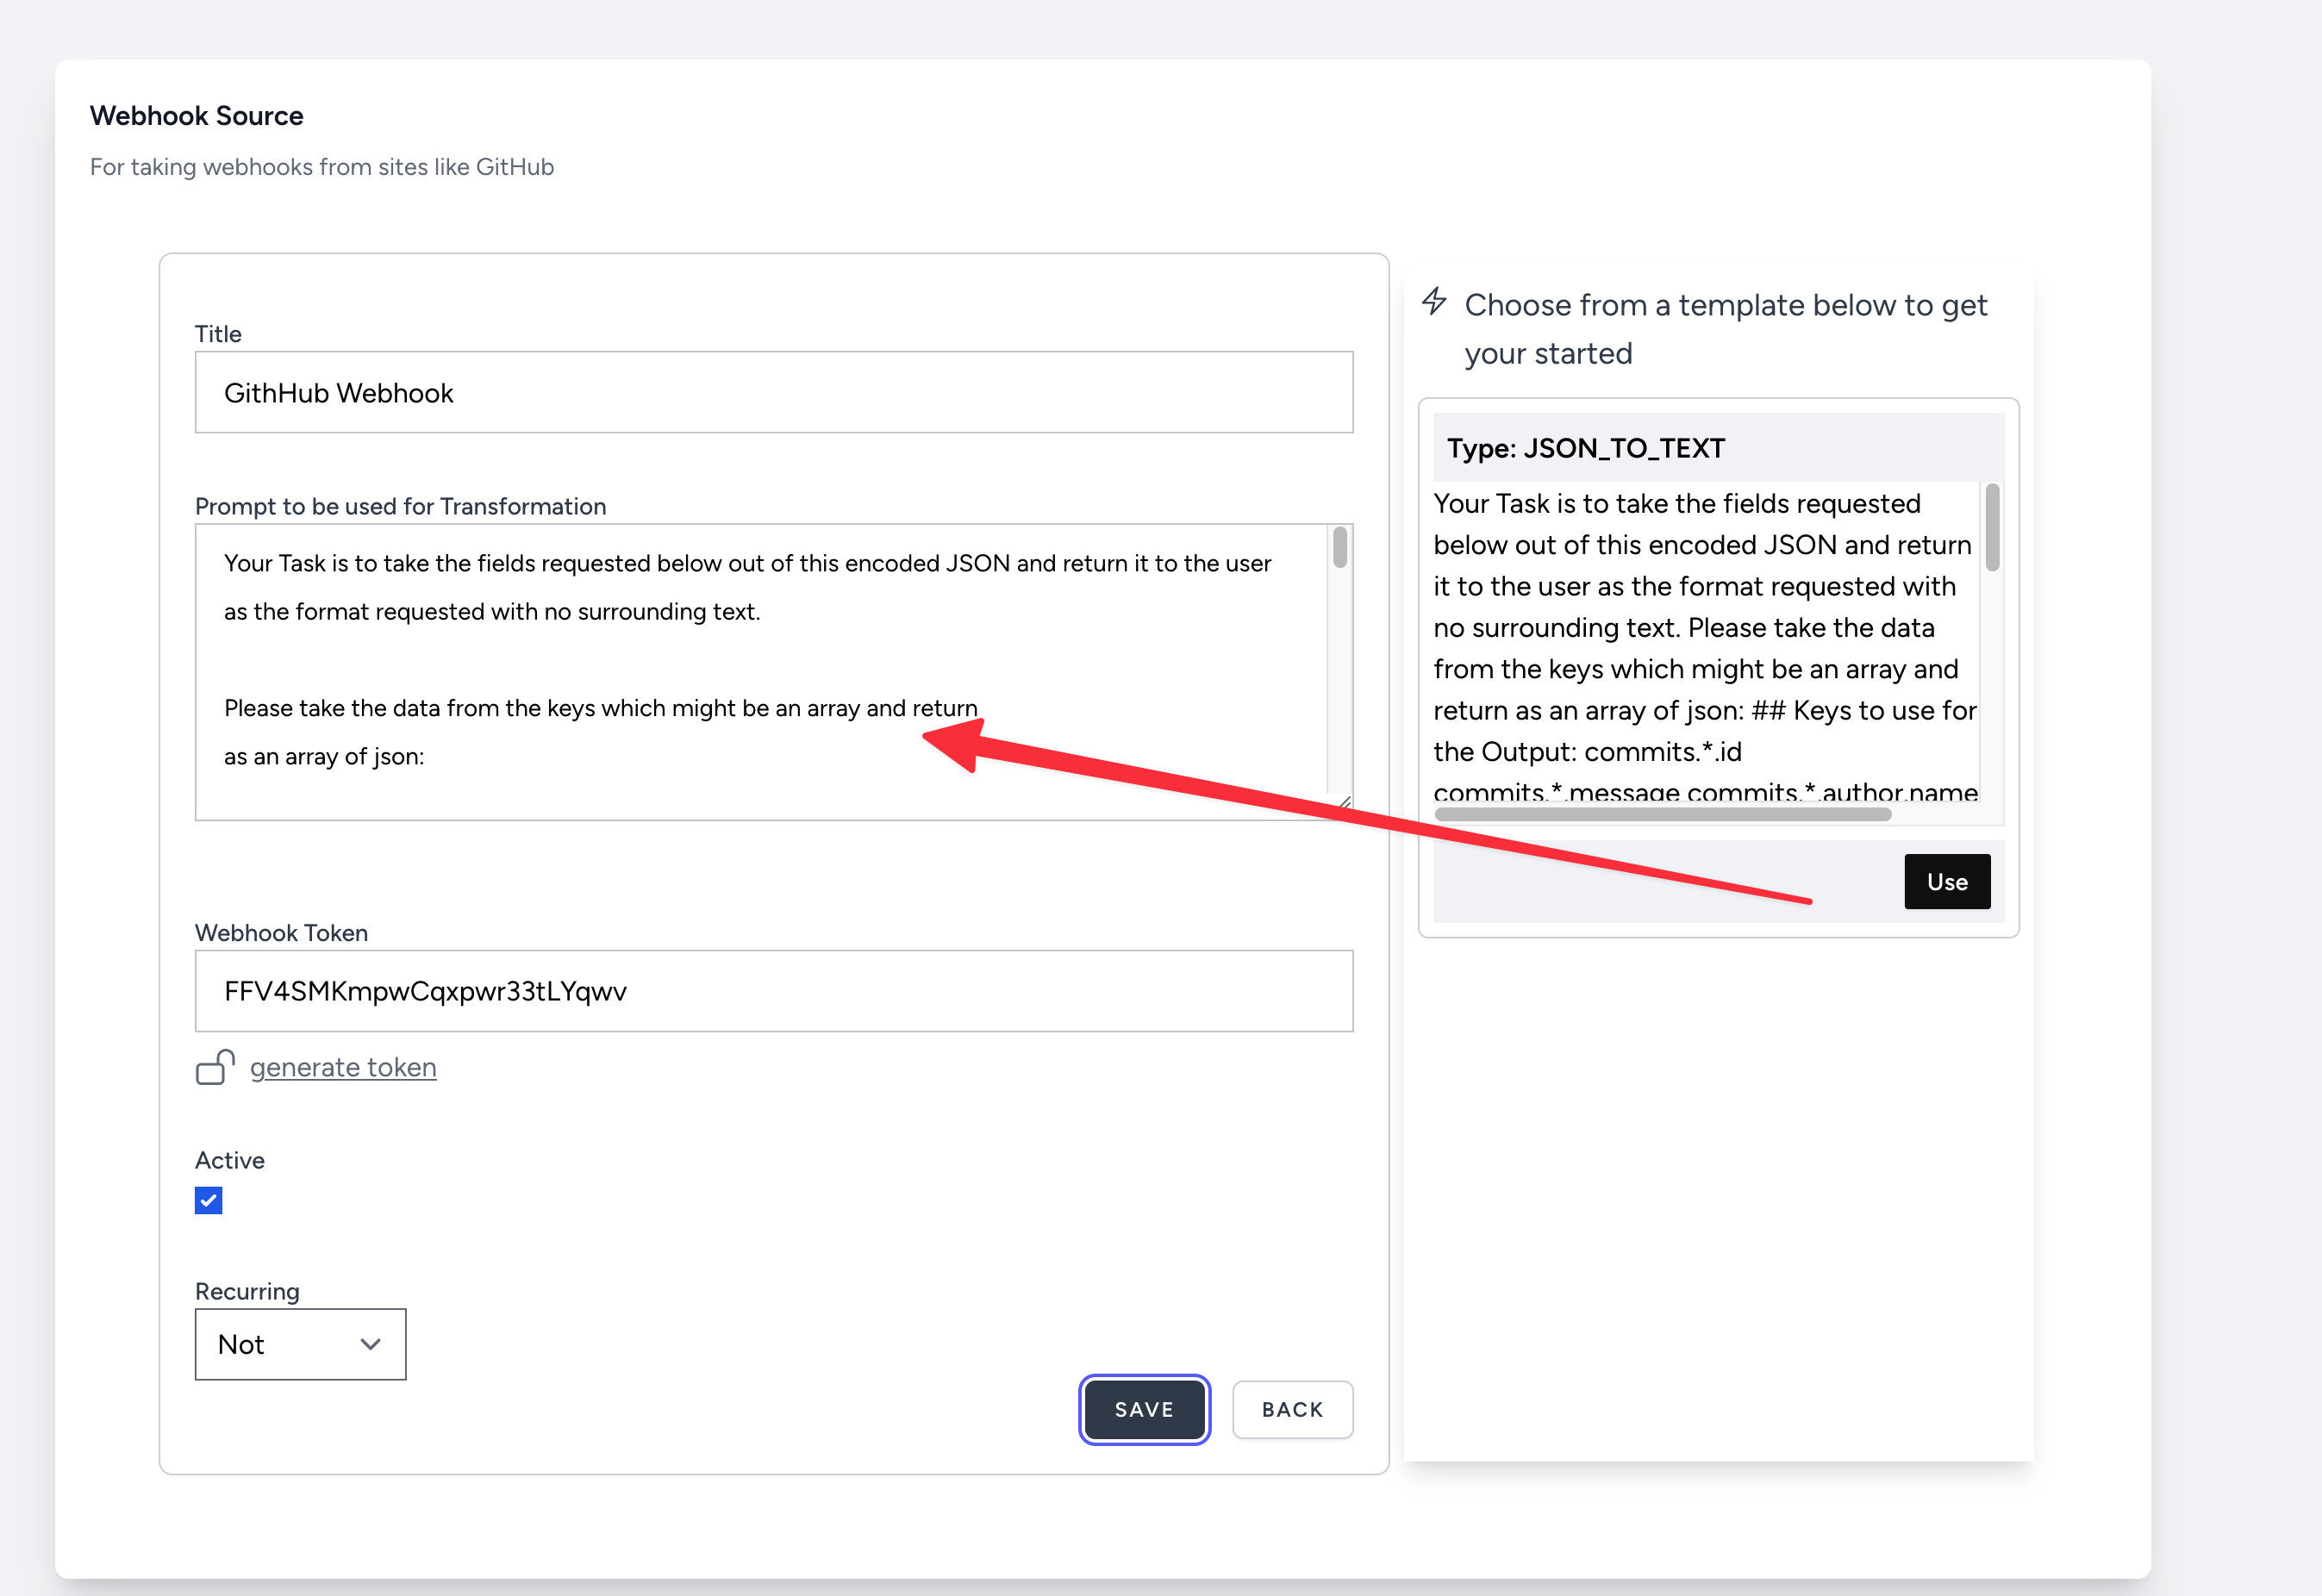 Webhook Source
For taking webhooks from sites like GitHub
Title
GithHub Webhook
Prompt to be used for Transformation
Your Task is to take the fields requested below out of this encoded JSON and return it to the user
as the format requested with no surrounding text.
Please take the data from the keys which might be an array and return
as an array of json:
Webhook Token
FFV4SMKmpwCqxpwr33tLYqwv
generate token
Active
Recurring
Not
SAVE
BACK
Choose from a template below to get
your started
Type: JSON_TO_TEXT
Your Task is to take the fields requested
below out of this encoded JSON and return
it to the user as the format requested with
no surrounding text. Please take the data
from the keys which might be an array and
return as an array of json: ## Keys to use for
the Output: commits.*.id
commits.*.message commits.*.author.name
Use